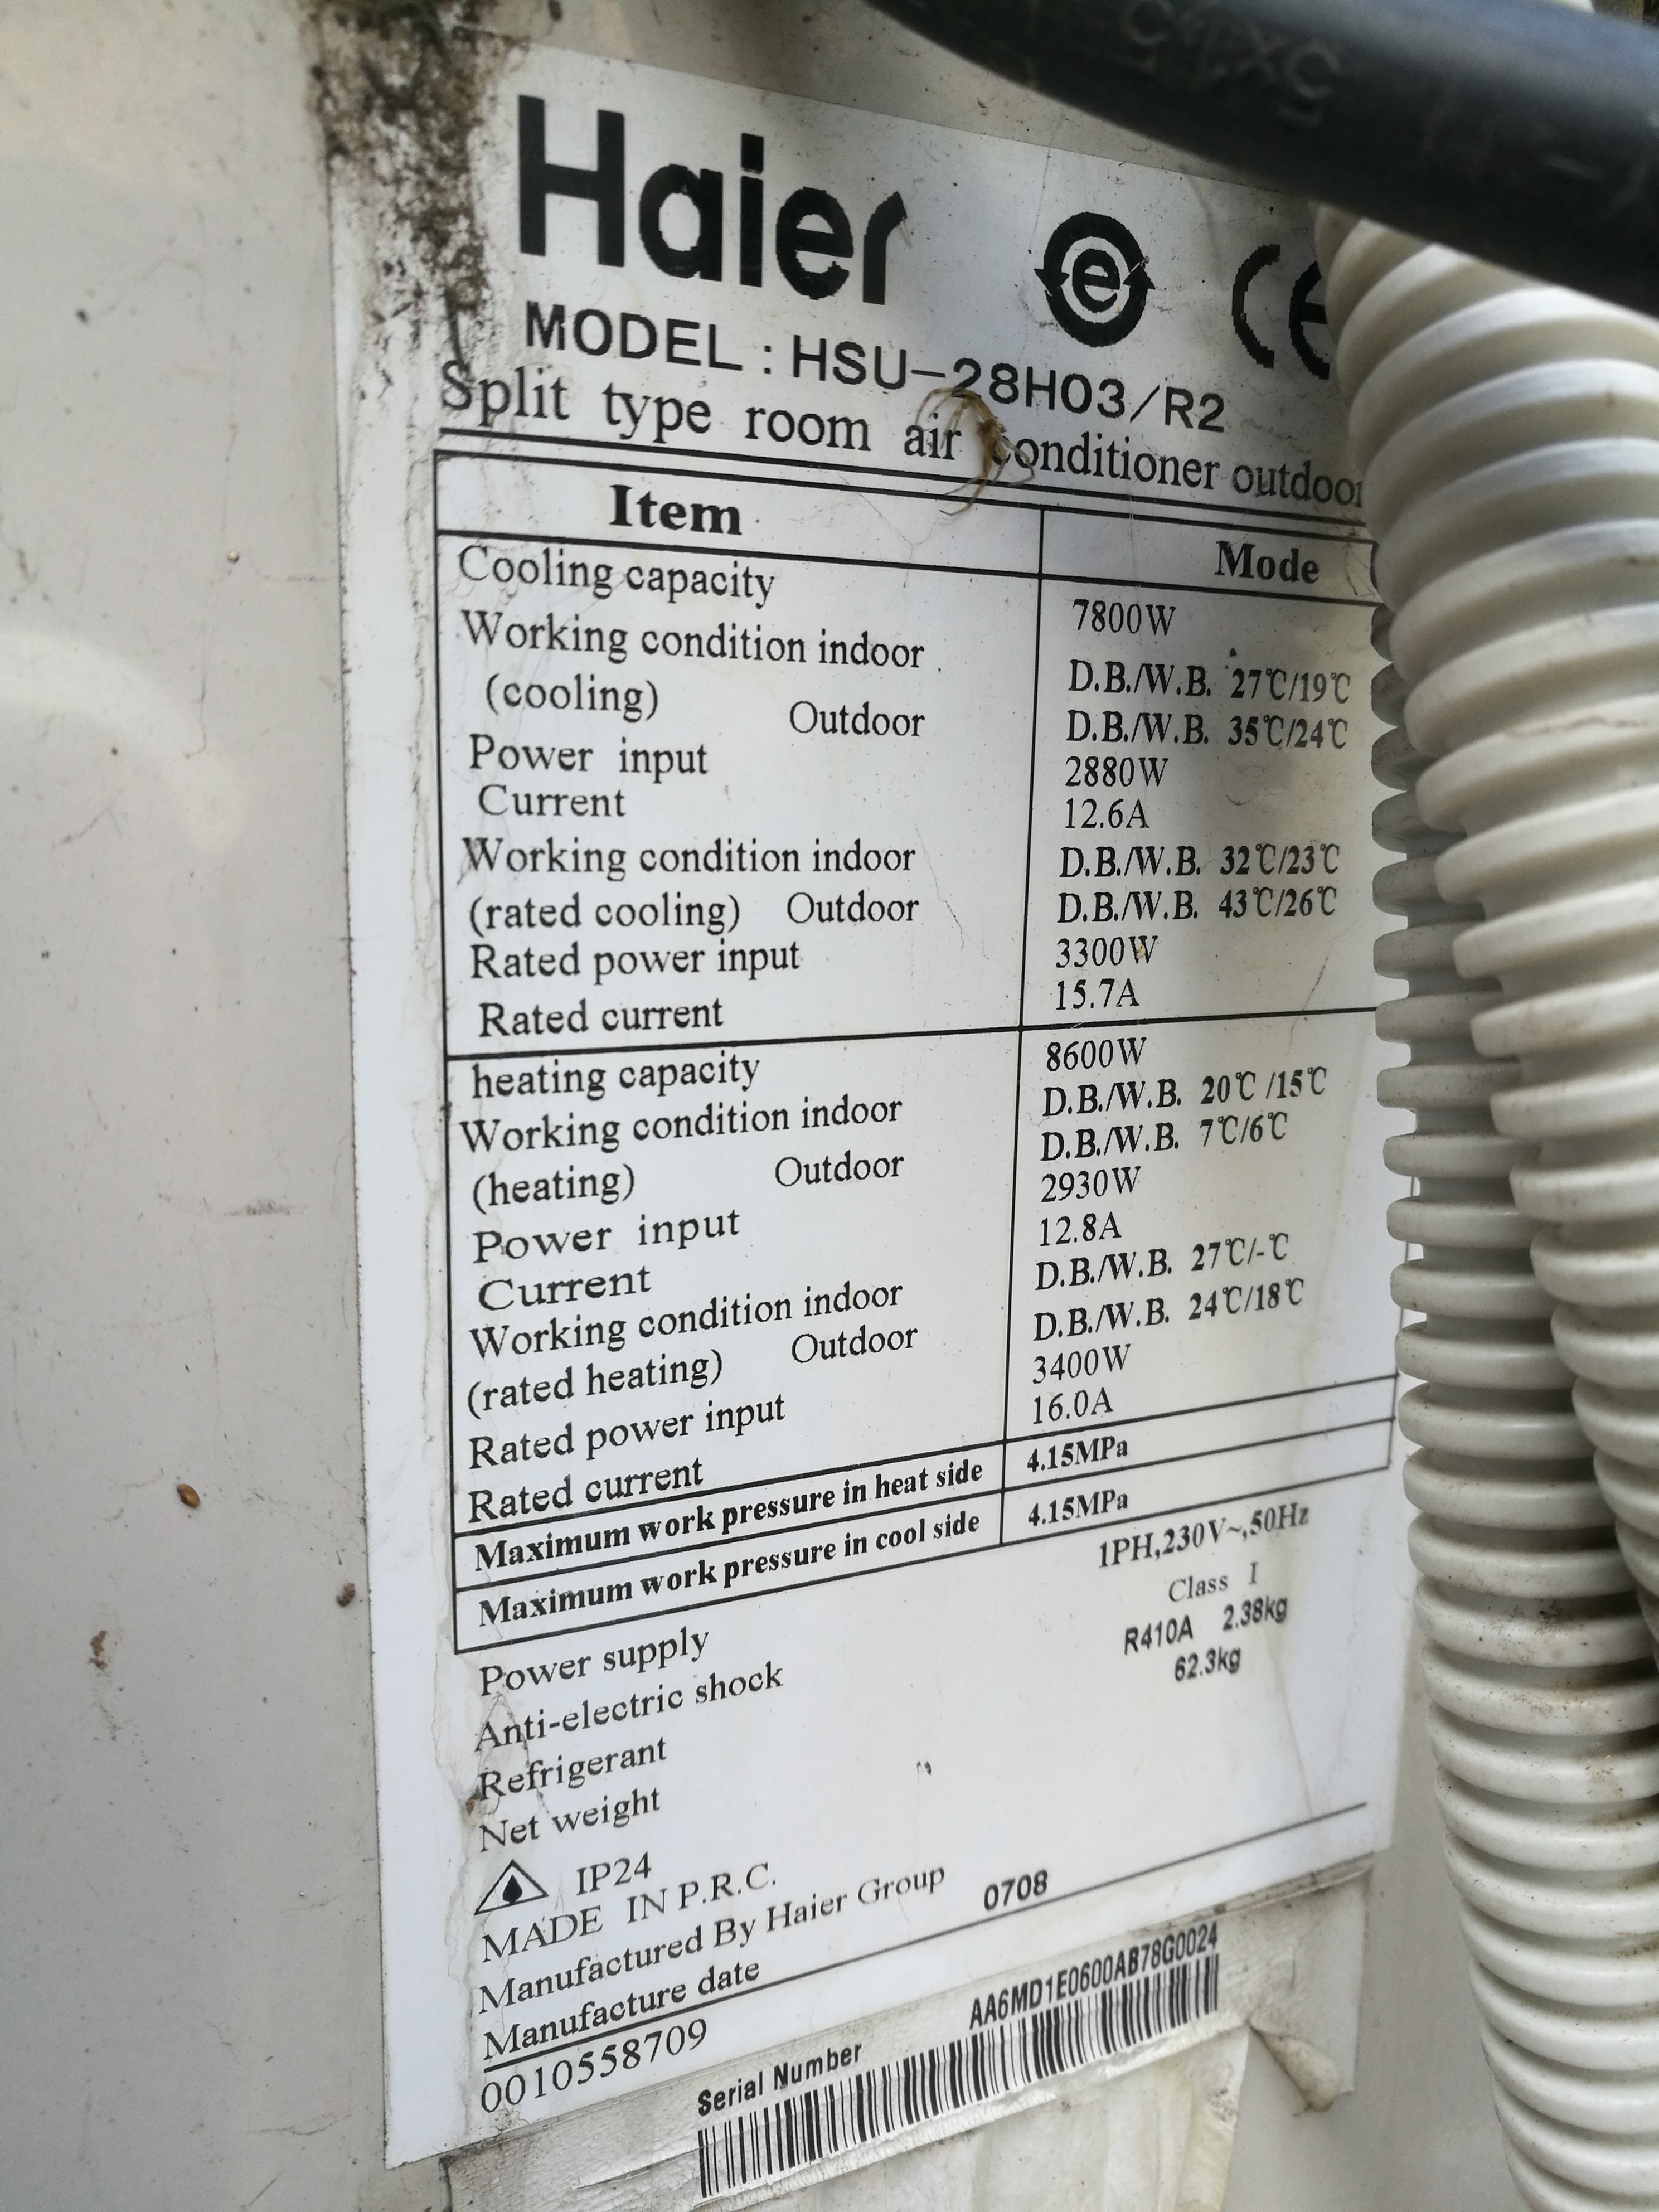 5×1,5
Haier
CE
MODEL : HSU-28H03/R2
Split type room air conditioner outdoor
Item Mode
Cooling capacity 7800W
Working condition indoor D.B./W.B. 27℃/19℃
(cooling) Outdoor D.B./W.B. 35℃/24℃
Power input 2880W
Current 12.6A
Working condition indoor D.B./W.B. 32℃/23℃
(rated cooling) Outdoor D.B./W.B. 43℃/26℃
Rated power input 3300W
Rated current 15.7A
heating capacity 8600W
Working condition indoor D.B./W.B. 20℃ /15℃
(heating) Outdoor D.B./W.B. 7℃/6℃
Power input 2930W
Current 12.8A
Working condition indoor D.B./W.B. 27℃/-℃
(rated heating) Outdoor D.B./W.B. 24℃/18℃
Rated power input 3400W
Rated current 16.0A
Maximum work pressure in heat side 4.15MPa
Maximum work pressure in cool side 4.15MPa
Power supply 1PH,230V~,50Hz
Anti-electric shock Class I
Refrigerant R410A 2.38kg
Net weight 62.3kg
IP24
MADE IN P.R.C.
Manufactured By Haier Group
Manufacture date 0708
0010558709
Serial Number AA6MD1E0600AB78G0024